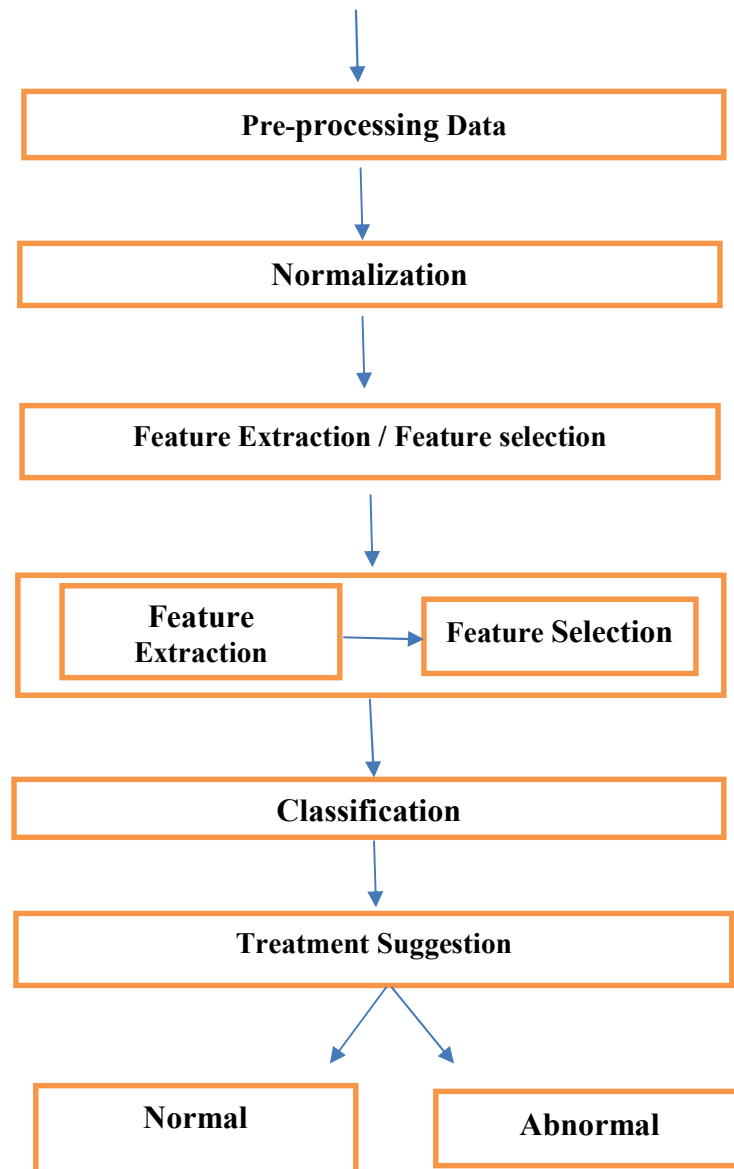 Pre-processing Data
Normalization
Feature Extraction / Feature selection
Feature
Extraction
Feature Selection
Classification
Treatment Suggestion
Normal
Abnormal